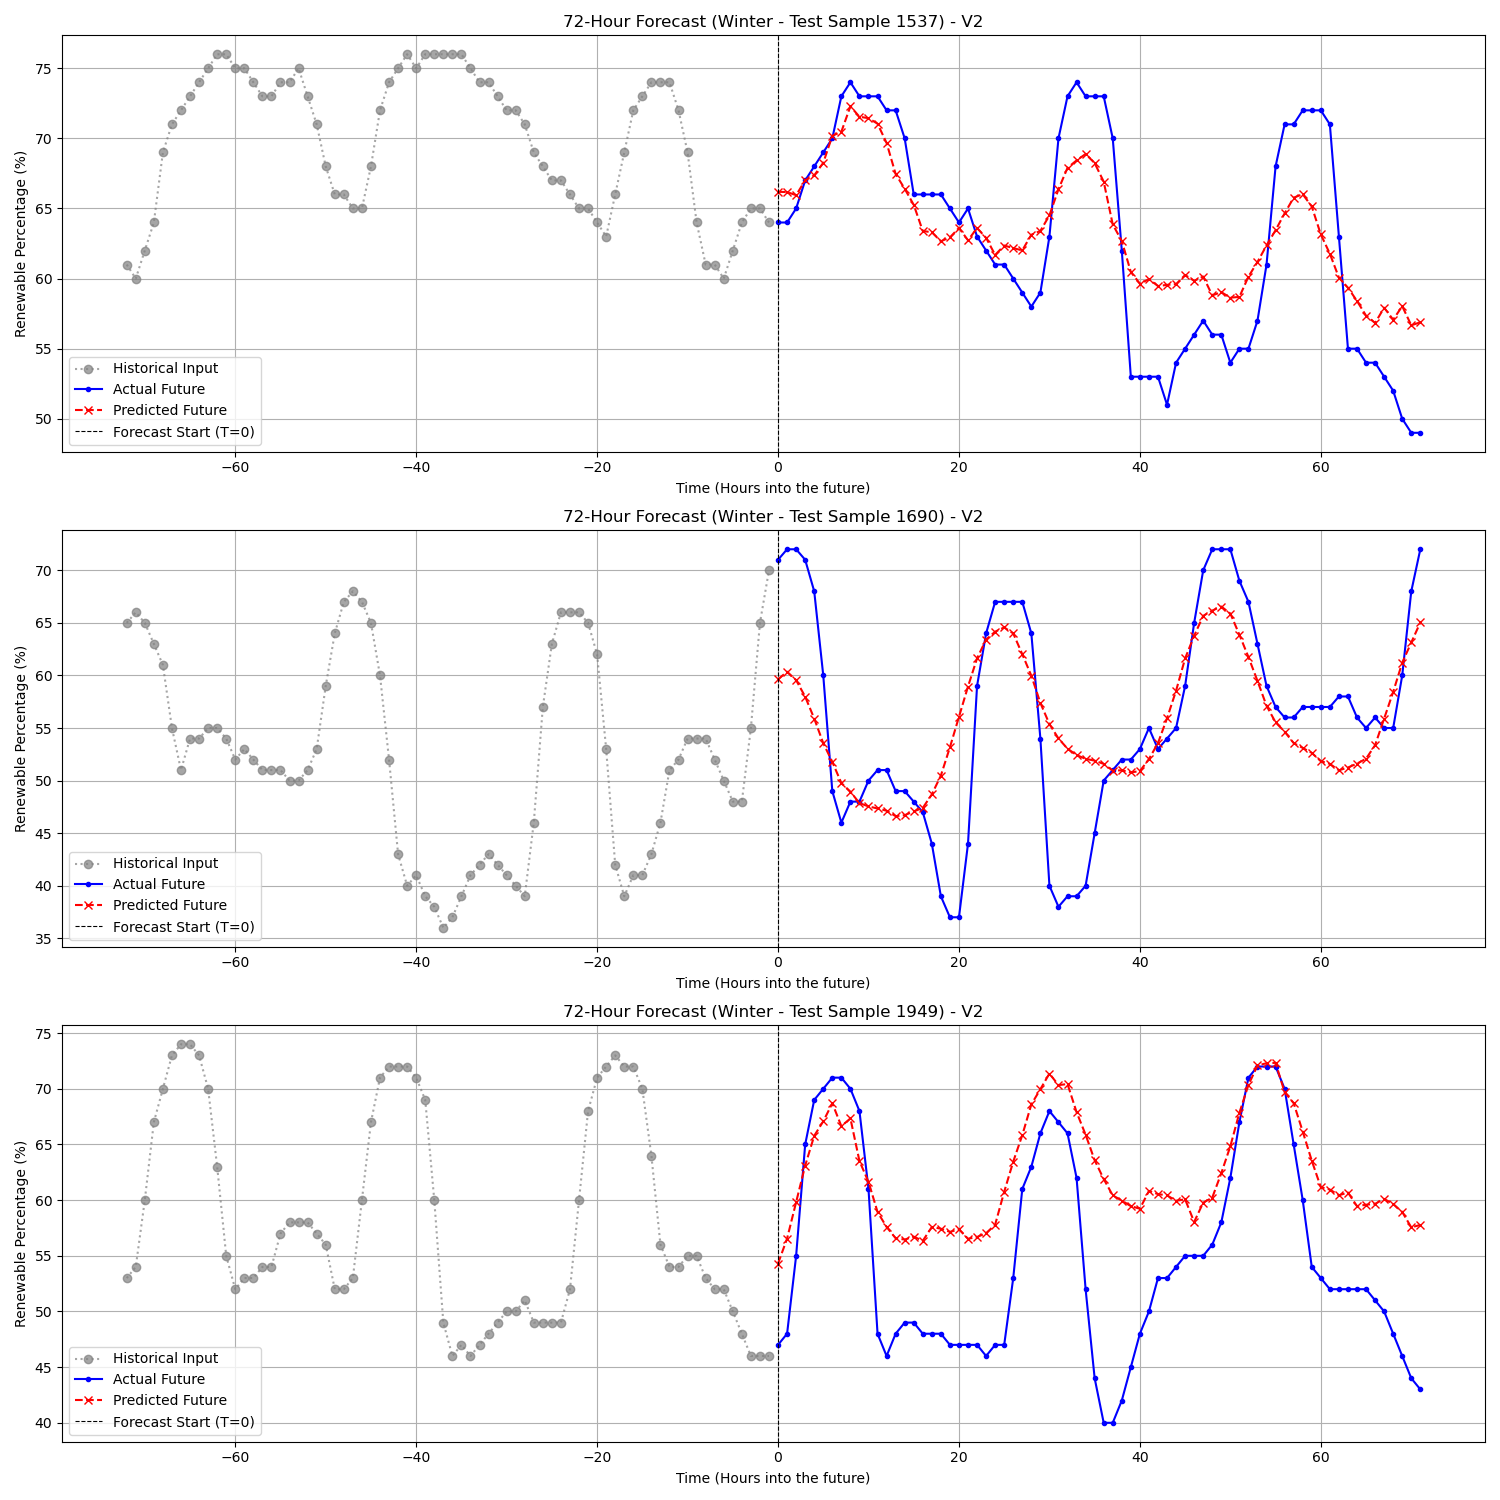 72-Hour Forecast (Winter - Test Sample 1537) - V2
Renewable Percentage (%)
75
70
65
60
55
50
Historical Input
Actual Future
Predicted Future
Forecast Start (T=0)
−60 −40 −20 0 20 40 60
Time (Hours into the future)
72-Hour Forecast (Winter - Test Sample 1690) - V2
Renewable Percentage (%)
70
65
60
55
50
45
40
35
Historical Input
Actual Future
Predicted Future
Forecast Start (T=0)
−60 −40 −20 0 20 40 60
Time (Hours into the future)
72-Hour Forecast (Winter - Test Sample 1949) - V2
Renewable Percentage (%)
75
70
65
60
55
50
45
40
Historical Input
Actual Future
Predicted Future
Forecast Start (T=0)
−60 −40 −20 0 20 40 60
Time (Hours into the future)